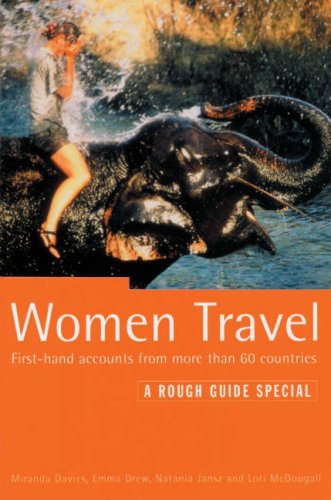 Women Travel
First-hand accounts from more than 60 countries
A ROUGH GUIDE SPECIAL
Miranda Davies, Emma Drew, Natania Jansz and Lori McDougall